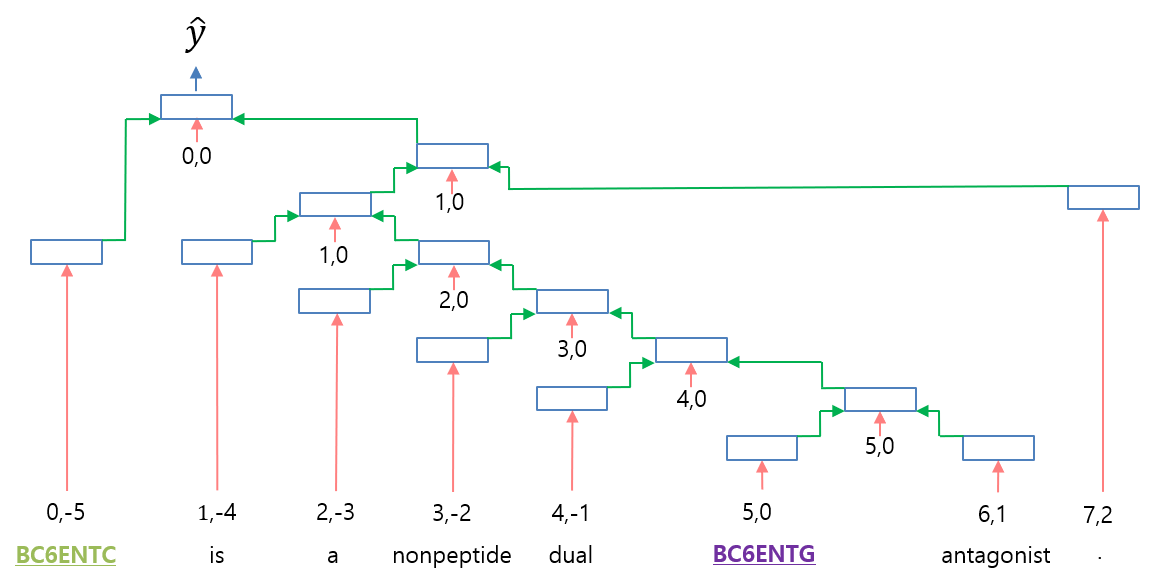 ŷ
0,0
1,0
1,0
2,0
3,0
4,0
5,0
0,-5 1,-4 2,-3 3,-2 4,-1 5,0 6,1 7,2
BC6ENTC is a nonpeptide dual BC6ENTG antagonist .